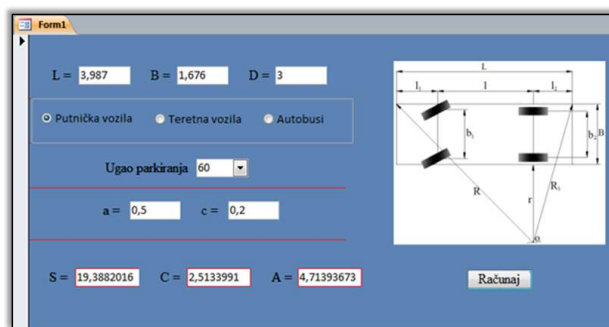 Form1
L = 3,987 B = 1,676 D = 3
Putnička vozila Teretna vozila Autobusi
Ugao parkiranja 60
a = 0,5 c = 0,2
S = 19,3882016 C = 2,5133991 A = 4,71393673
L
l₁ l l₂
b₁ b₂ B
R r R₁
α
Računaj